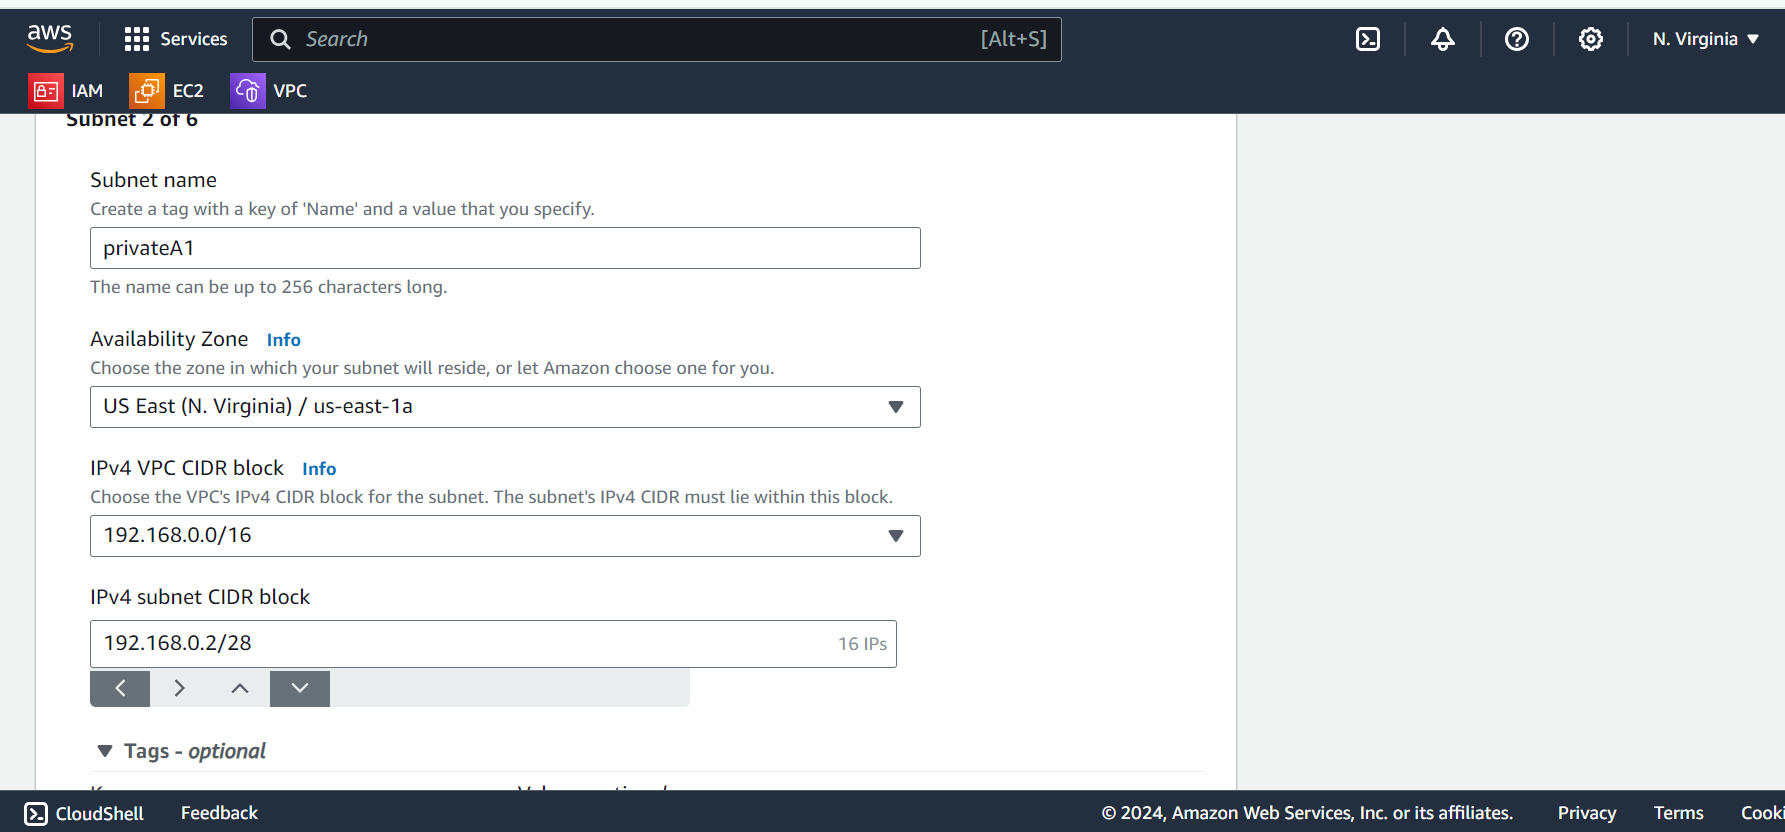 aws
Services
Search
[Alt+S]
N. Virginia
IAM
EC2
VPC
Subnet 2 of 6
Subnet name
Create a tag with a key of 'Name' and a value that you specify.
privateA1
The name can be up to 256 characters long.
Availability Zone Info
Choose the zone in which your subnet will reside, or let Amazon choose one for you.
US East (N. Virginia) / us-east-1a
IPv4 VPC CIDR block Info
Choose the VPC's IPv4 CIDR block for the subnet. The subnet's IPv4 CIDR must lie within this block.
192.168.0.0/16
IPv4 subnet CIDR block
192.168.0.2/28
16 IPs
Tags - optional
CloudShell
Feedback
© 2024, Amazon Web Services, Inc. or its affiliates.
Privacy
Terms
Cooki